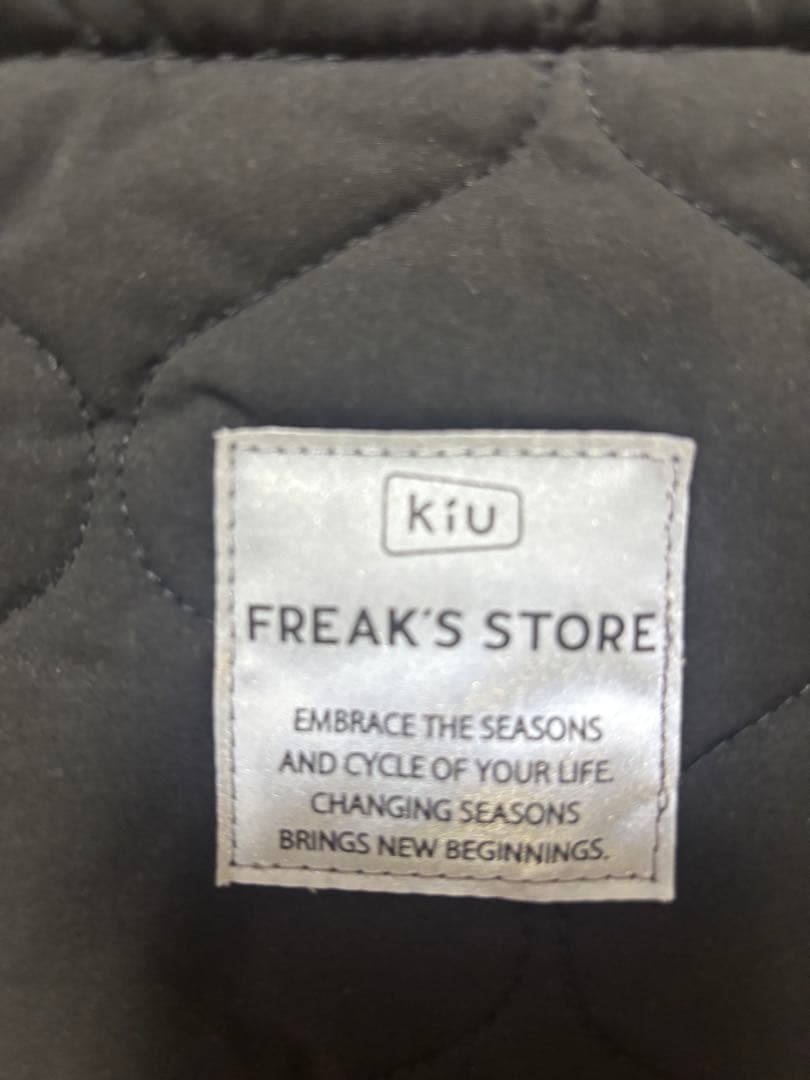 kiu
FREAK'S STORE
EMBRACE THE SEASONS
AND CYCLE OF YOUR LIFE.
CHANGING SEASONS
BRINGS NEW BEGINNINGS.